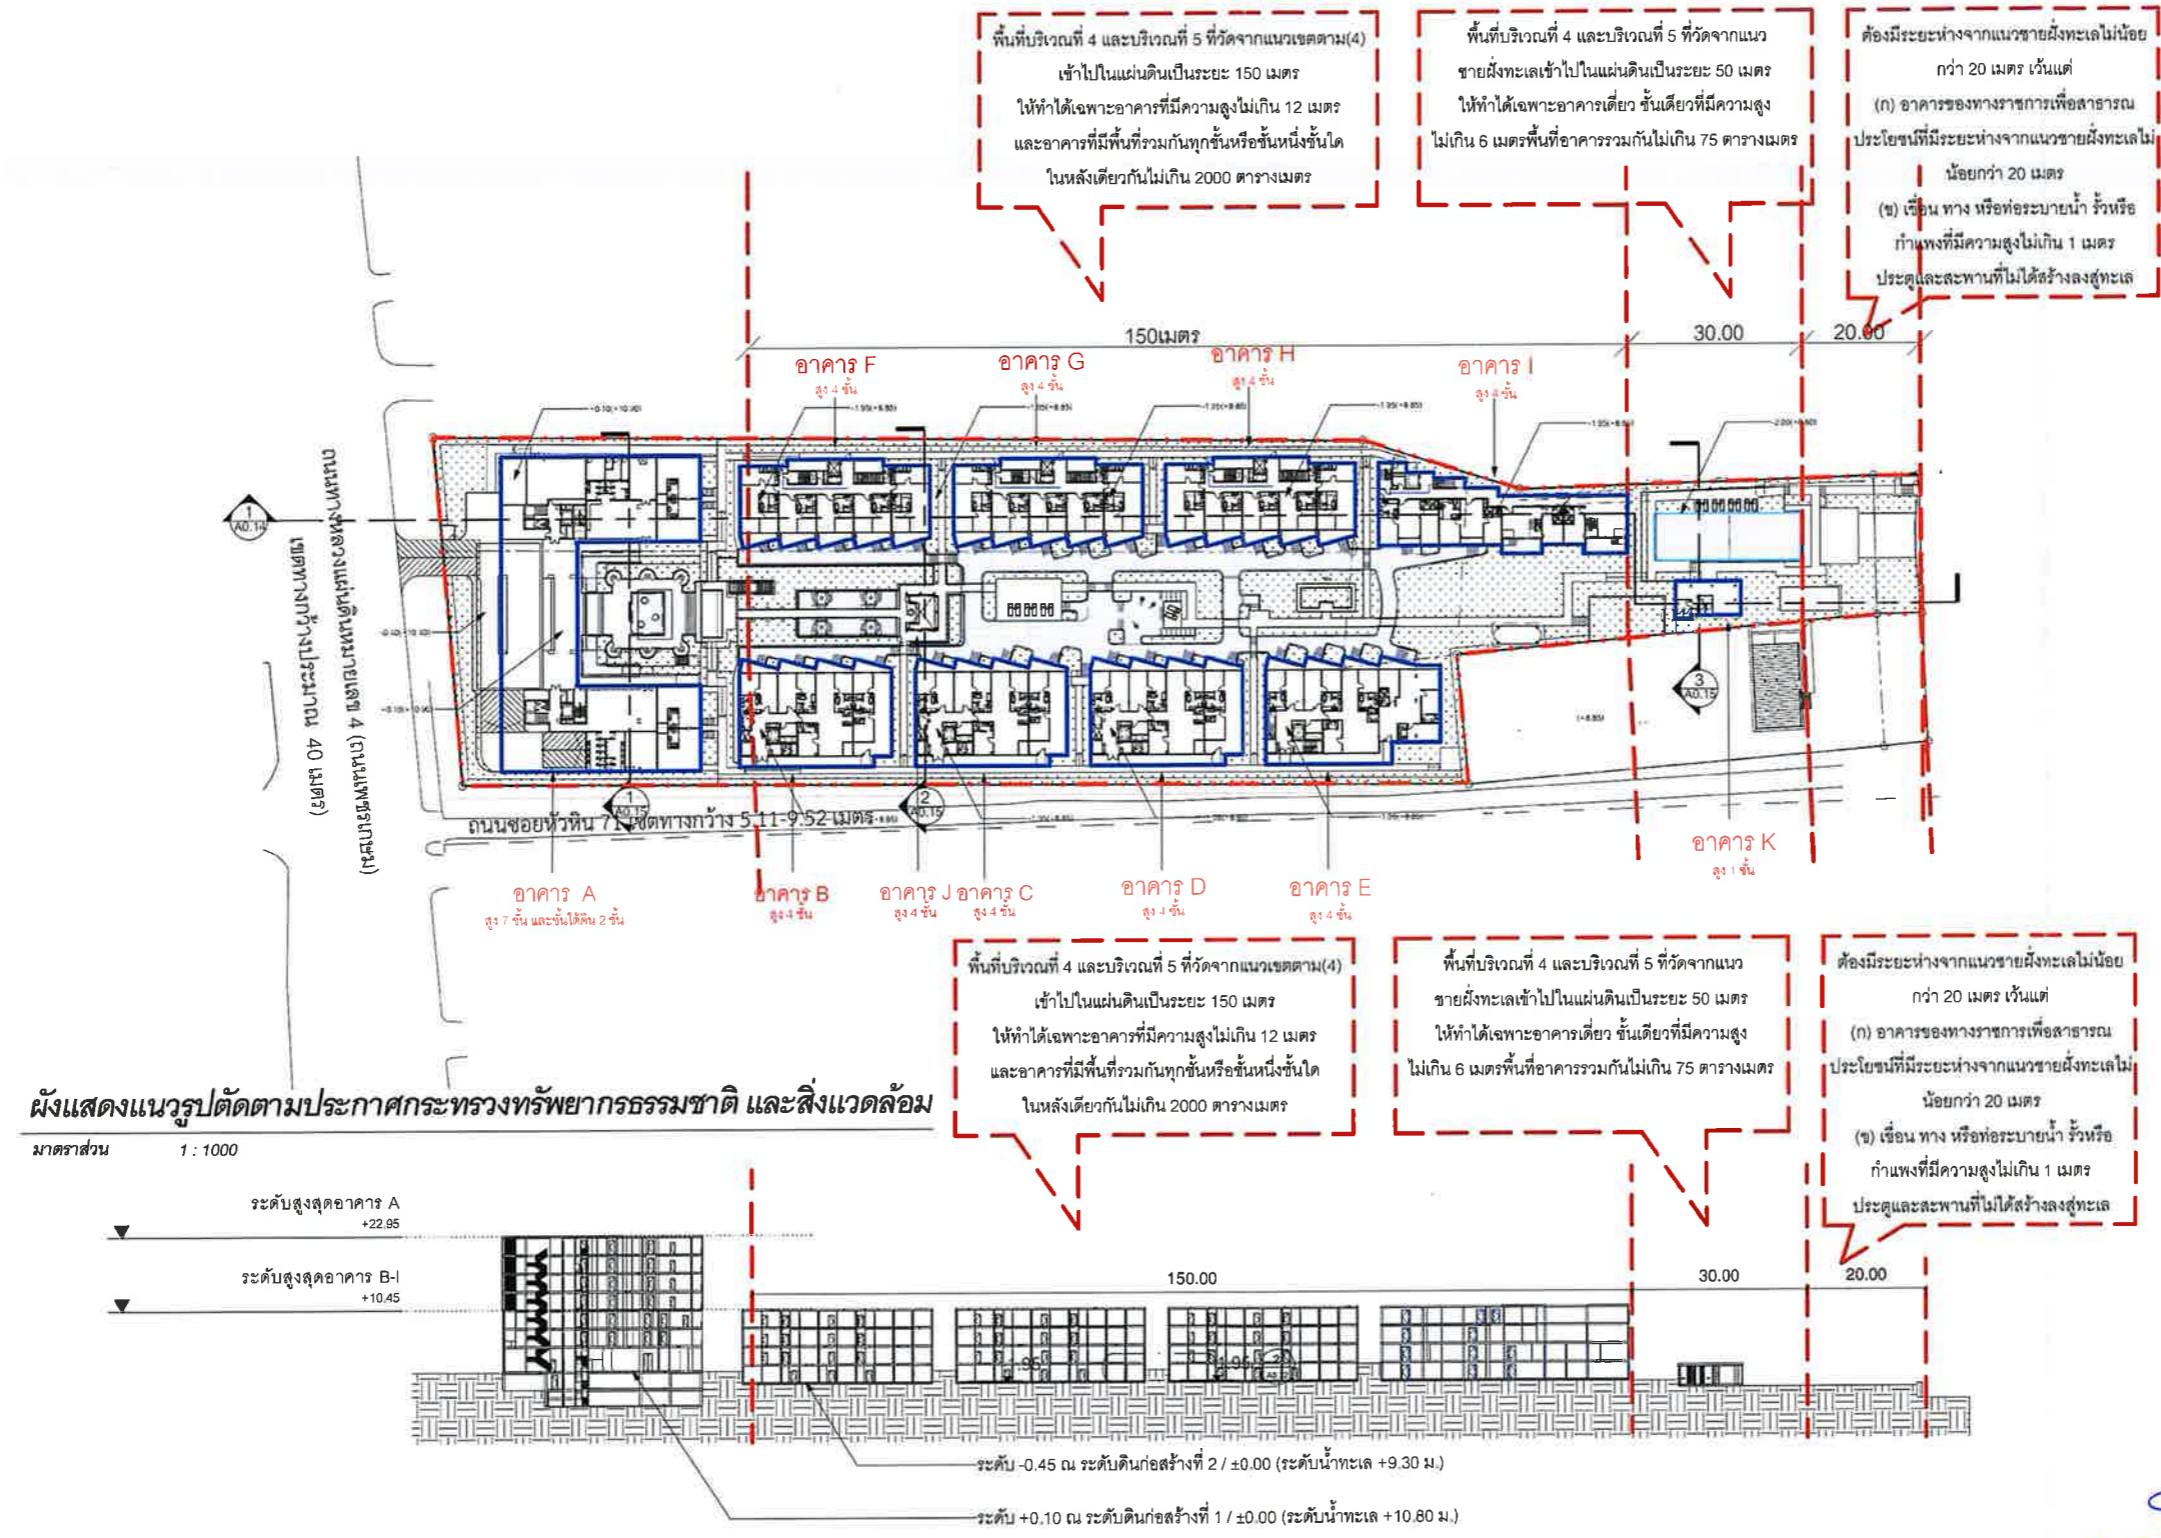 พื้นที่บริเวณที่ 4 และบริเวณที่ 5 ที่วัดจากแนวเขตตาม(4)
เข้าไปในแผ่นดินเป็นระยะ 150 เมตร
ให้ทำได้เฉพาะอาคารที่มีความสูงไม่เกิน 12 เมตร
และอาคารที่มีพื้นที่รวมกันทุกชั้นหรือชั้นหนึ่งชั้นใด
ในหลังเดียวกันไม่เกิน 2000 ตารางเมตร
พื้นที่บริเวณที่ 4 และบริเวณที่ 5 ที่วัดจากแนว
ชายฝั่งทะเลเข้าไปในแผ่นดินเป็นระยะ 50 เมตร
ให้ทำได้เฉพาะอาคารเดี่ยว ชั้นเดียวที่มีความสูง
ไม่เกิน 6 เมตรพื้นที่อาคารรวมกันไม่เกิน 75 ตารางเมตร
ต้องมีระยะห่างจากแนวชายฝั่งทะเลไม่น้อย
กว่า 20 เมตร เว้นแต่
(ก) อาคารของทางราชการเพื่อสาธารณ
ประโยชน์ที่มีระยะห่างจากแนวชายฝั่งทะเลไม่
น้อยกว่า 20 เมตร
(ข) เขื่อน ทาง หรือท่อระบายน้ำ รั้วหรือ
กำแพงที่มีความสูงไม่เกิน 1 เมตร
ประตูและสะพานที่ไม่ได้สร้างลงสู่ทะเล
150เมตร
30.00
20.00
อาคาร F
สูง 4 ชั้น
อาคาร G
สูง 4 ชั้น
อาคาร H
สูง 4 ชั้น
อาคาร I
สูง 4 ชั้น
1
A0.14
ถนนทางหลวงแผ่นดินหมายเลข 4 (ถนนเพชรเกษม)
เขตทางกว้างประมาณ 40 เมตร
3
A0.15
1
A0.15
2
A0.15
ถนนซอยหัวหิน 71 เขตทางกว้าง 5.11-9.52 เมตร
อาคาร A
สูง 7 ชั้น และชั้นใต้ดิน 2 ชั้น
อาคาร B
สูง 4 ชั้น
อาคาร J
สูง 4 ชั้น
อาคาร C
สูง 4 ชั้น
อาคาร D
สูง 4 ชั้น
อาคาร E
สูง 4 ชั้น
อาคาร K
สูง 1 ชั้น
พื้นที่บริเวณที่ 4 และบริเวณที่ 5 ที่วัดจากแนวเขตตาม(4)
เข้าไปในแผ่นดินเป็นระยะ 150 เมตร
ให้ทำได้เฉพาะอาคารที่มีความสูงไม่เกิน 12 เมตร
และอาคารที่มีพื้นที่รวมกันทุกชั้นหรือชั้นหนึ่งชั้นใด
ในหลังเดียวกันไม่เกิน 2000 ตารางเมตร
พื้นที่บริเวณที่ 4 และบริเวณที่ 5 ที่วัดจากแนว
ชายฝั่งทะเลเข้าไปในแผ่นดินเป็นระยะ 50 เมตร
ให้ทำได้เฉพาะอาคารเดี่ยว ชั้นเดียวที่มีความสูง
ไม่เกิน 6 เมตรพื้นที่อาคารรวมกันไม่เกิน 75 ตารางเมตร
ต้องมีระยะห่างจากแนวชายฝั่งทะเลไม่น้อย
กว่า 20 เมตร เว้นแต่
(ก) อาคารของทางราชการเพื่อสาธารณ
ประโยชน์ที่มีระยะห่างจากแนวชายฝั่งทะเลไม่
น้อยกว่า 20 เมตร
(ข) เขื่อน ทาง หรือท่อระบายน้ำ รั้วหรือ
กำแพงที่มีความสูงไม่เกิน 1 เมตร
ประตูและสะพานที่ไม่ได้สร้างลงสู่ทะเล
ผังแสดงแนวรูปตัดตามประกาศกระทรวงทรัพยากรธรรมชาติ และสิ่งแวดล้อม
มาตราส่วน 1 : 1000
ระดับสูงสุดอาคาร A
+22.95
ระดับสูงสุดอาคาร B-I
+10.45
150.00
30.00
20.00
ระดับ -0.45 ณ ระดับดินก่อสร้างที่ 2 / ±0.00 (ระดับน้ำทะเล +9.30 ม.)
ระดับ +0.10 ณ ระดับดินก่อสร้างที่ 1 / ±0.00 (ระดับน้ำทะเล +10.80 ม.)